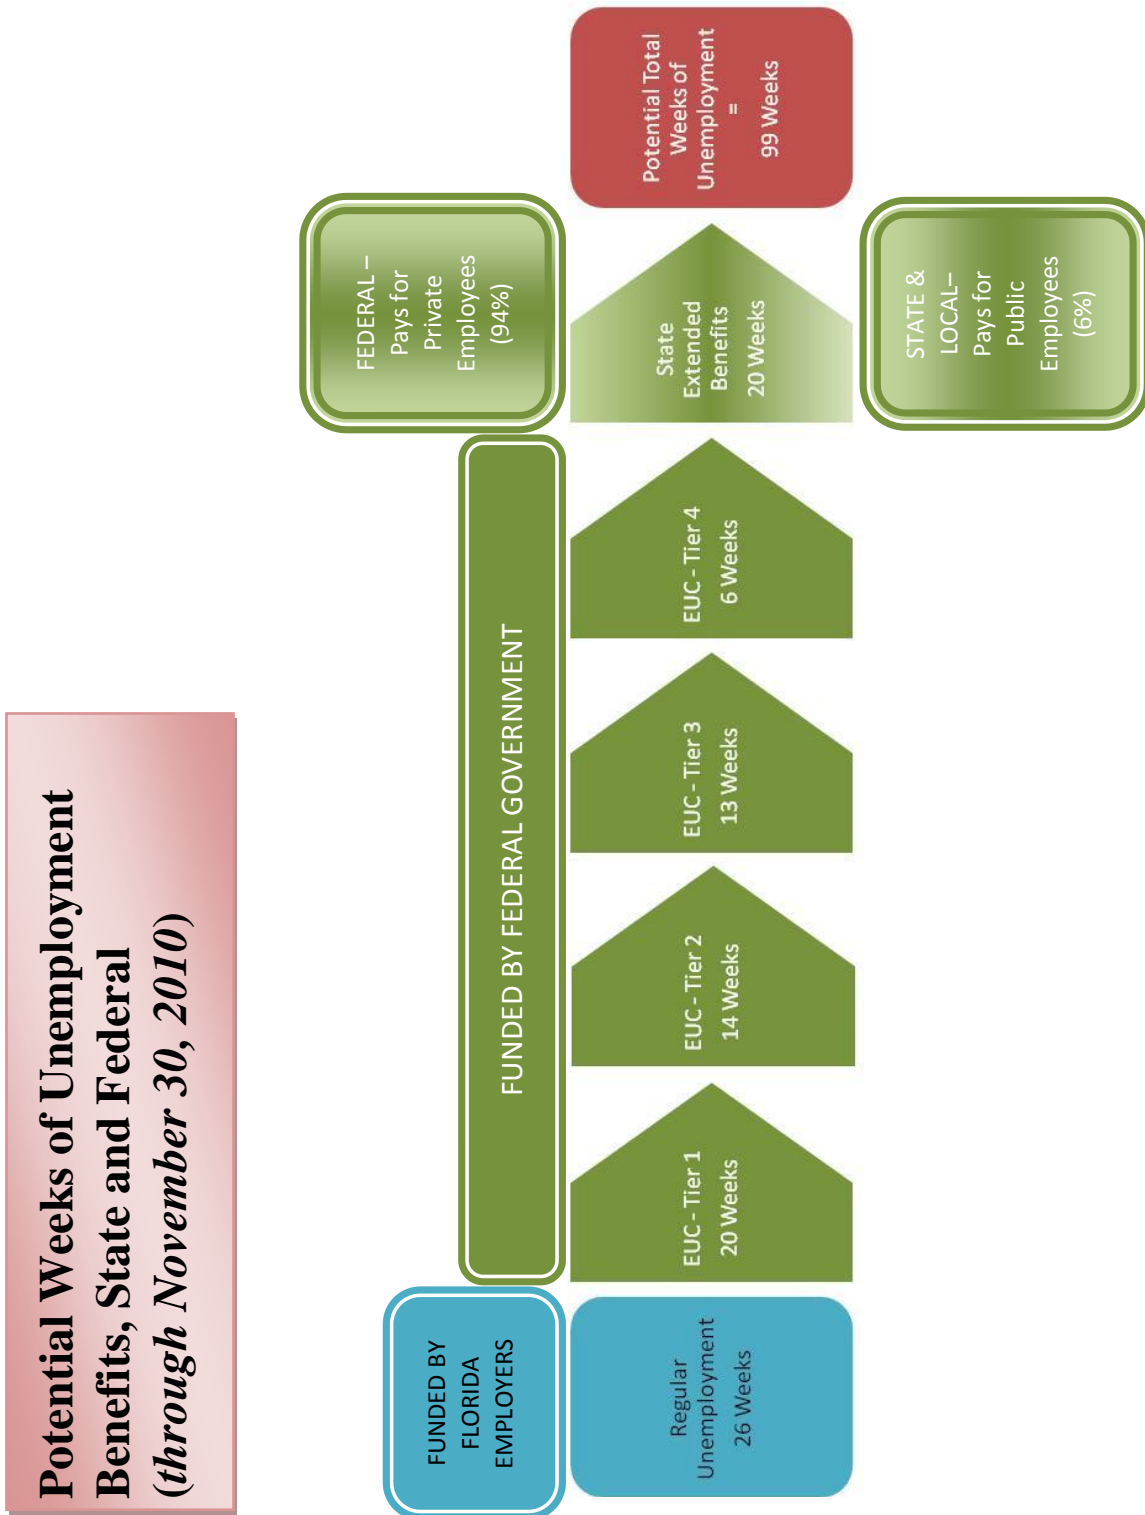 Potential Weeks of Unemployment
Benefits, State and Federal
(through November 30, 2010)
FUNDED BY
FLORIDA
EMPLOYERS
FUNDED BY FEDERAL GOVERNMENT
FEDERAL –
Pays for
Private
Employees
(94%)
Regular
Unemployment
26 Weeks
EUC - Tier 1
20 Weeks
EUC - Tier 2
14 Weeks
EUC - Tier 3
13 Weeks
EUC - Tier 4
6 Weeks
State
Extended
Benefits
20 Weeks
Potential Total
Weeks of
Unemployment
=
99 Weeks
STATE &
LOCAL–
Pays for
Public
Employees
(6%)